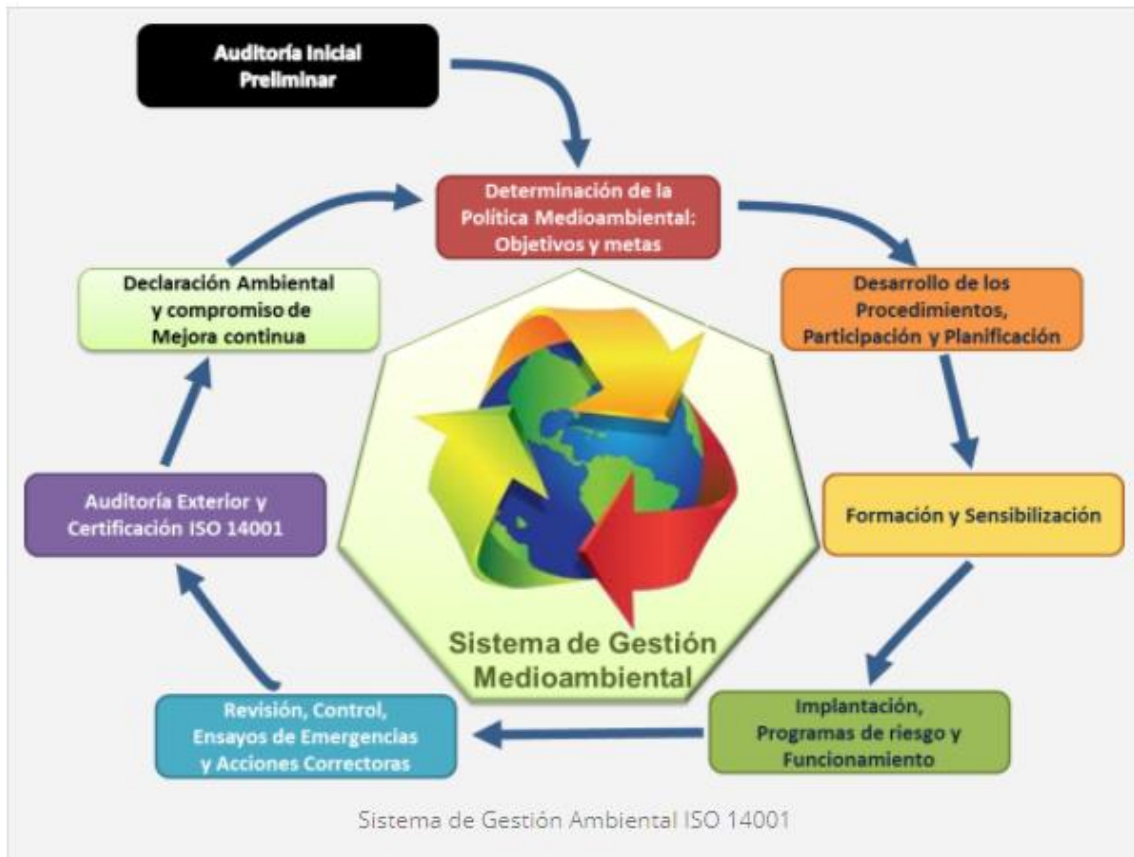 Auditoría Inicial
Preliminar
Determinación de la
Política Medioambiental:
Objetivos y metas
Desarrollo de los
Procedimientos,
Participación y Planificación
Formación y Sensibilización
Implantación,
Programas de riesgo y
Funcionamiento
Revisión, Control,
Ensayos de Emergencias
y Acciones Correctoras
Auditoría Exterior y
Certificación ISO 14001
Declaración Ambiental
y compromiso de
Mejora continua
Sistema de Gestión
Medioambiental
Sistema de Gestión Ambiental ISO 14001